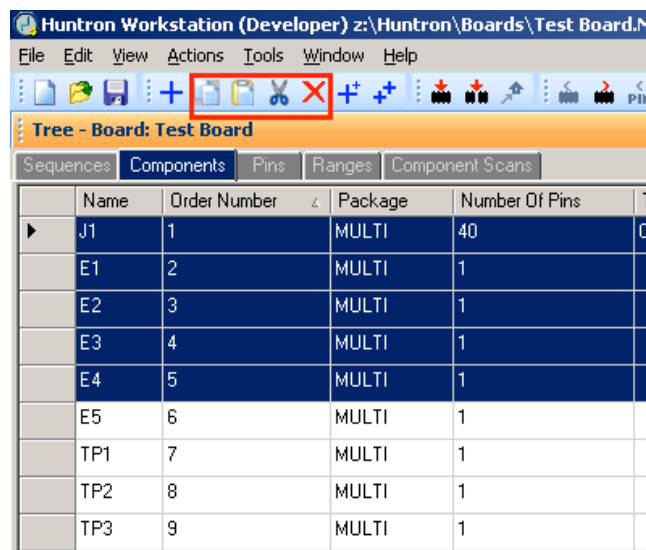 Huntron Workstation (Developer) z:\Huntron\Boards\Test Board.
File Edit View Actions Tools Window Help
Tree - Board: Test Board
Sequences Components Pins Ranges Component Scans
Name Order Number Package Number Of Pins
J1 1 MULTI 40
E1 2 MULTI 1
E2 3 MULTI 1
E3 4 MULTI 1
E4 5 MULTI 1
E5 6 MULTI 1
TP1 7 MULTI 1
TP2 8 MULTI 1
TP3 9 MULTI 1